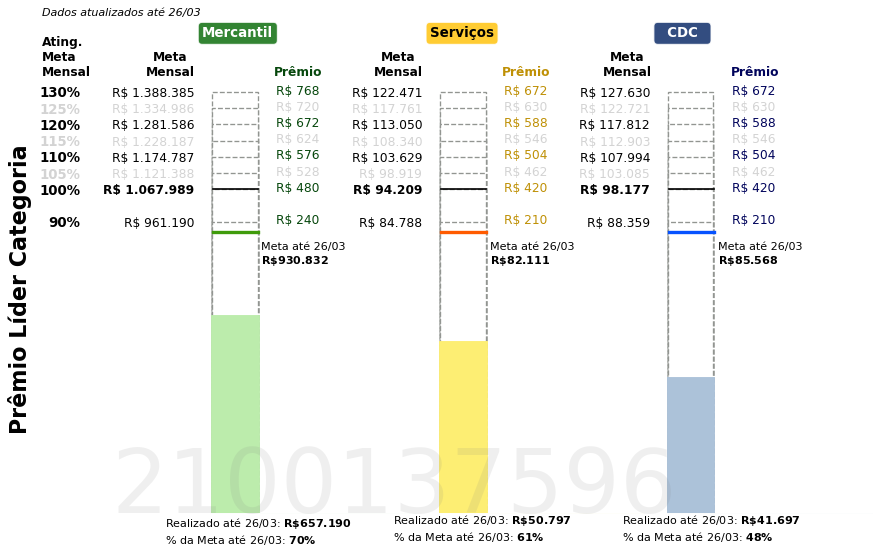 Dados atualizados até 26/03
Mercantil Serviços CDC
Ating. Meta Mensal Meta Mensal Prêmio Meta Mensal Prêmio Meta Mensal Prêmio
130% R$ 1.388.385 R$ 768 R$ 122.471 R$ 672 R$ 127.630 R$ 672
125% R$ 1.334.986 R$ 720 R$ 117.761 R$ 630 R$ 122.721 R$ 630
120% R$ 1.281.586 R$ 672 R$ 113.050 R$ 588 R$ 117.812 R$ 588
115% R$ 1.228.187 R$ 624 R$ 108.340 R$ 546 R$ 112.903 R$ 546
110% R$ 1.174.787 R$ 576 R$ 103.629 R$ 504 R$ 107.994 R$ 504
105% R$ 1.121.388 R$ 528 R$ 98.919 R$ 462 R$ 103.085 R$ 462
100% R$ 1.067.989 R$ 480 R$ 94.209 R$ 420 R$ 98.177 R$ 420
90% R$ 961.190 R$ 240 R$ 84.788 R$ 210 R$ 88.359 R$ 210
Meta até 26/03 Meta até 26/03 Meta até 26/03
R$930.832 R$82.111 R$85.568
Prêmio Líder Categoria
2100137596
Realizado até 26/03: R$657.190 Realizado até 26/03: R$50.797 Realizado até 26/03: R$41.697
% da Meta até 26/03: 70% % da Meta até 26/03: 61% % da Meta até 26/03: 48%